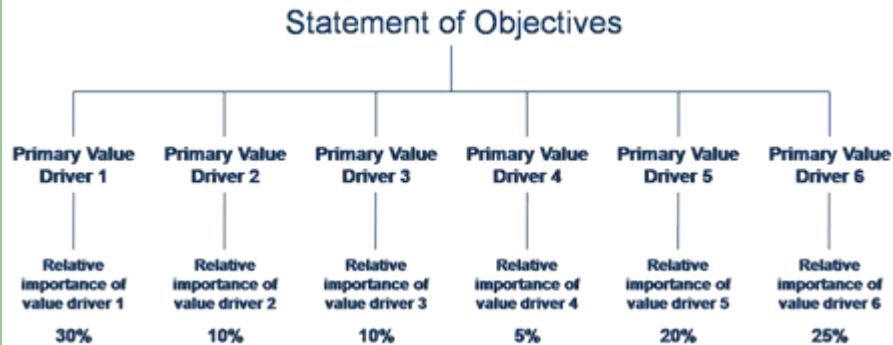 Statement of Objectives
Primary Value Driver 1
Primary Value Driver 2
Primary Value Driver 3
Primary Value Driver 4
Primary Value Driver 5
Primary Value Driver 6
Relative importance of value driver 1
Relative importance of value driver 2
Relative importance of value driver 3
Relative importance of value driver 4
Relative importance of value driver 5
Relative importance of value driver 6
30%
10%
10%
5%
20%
25%